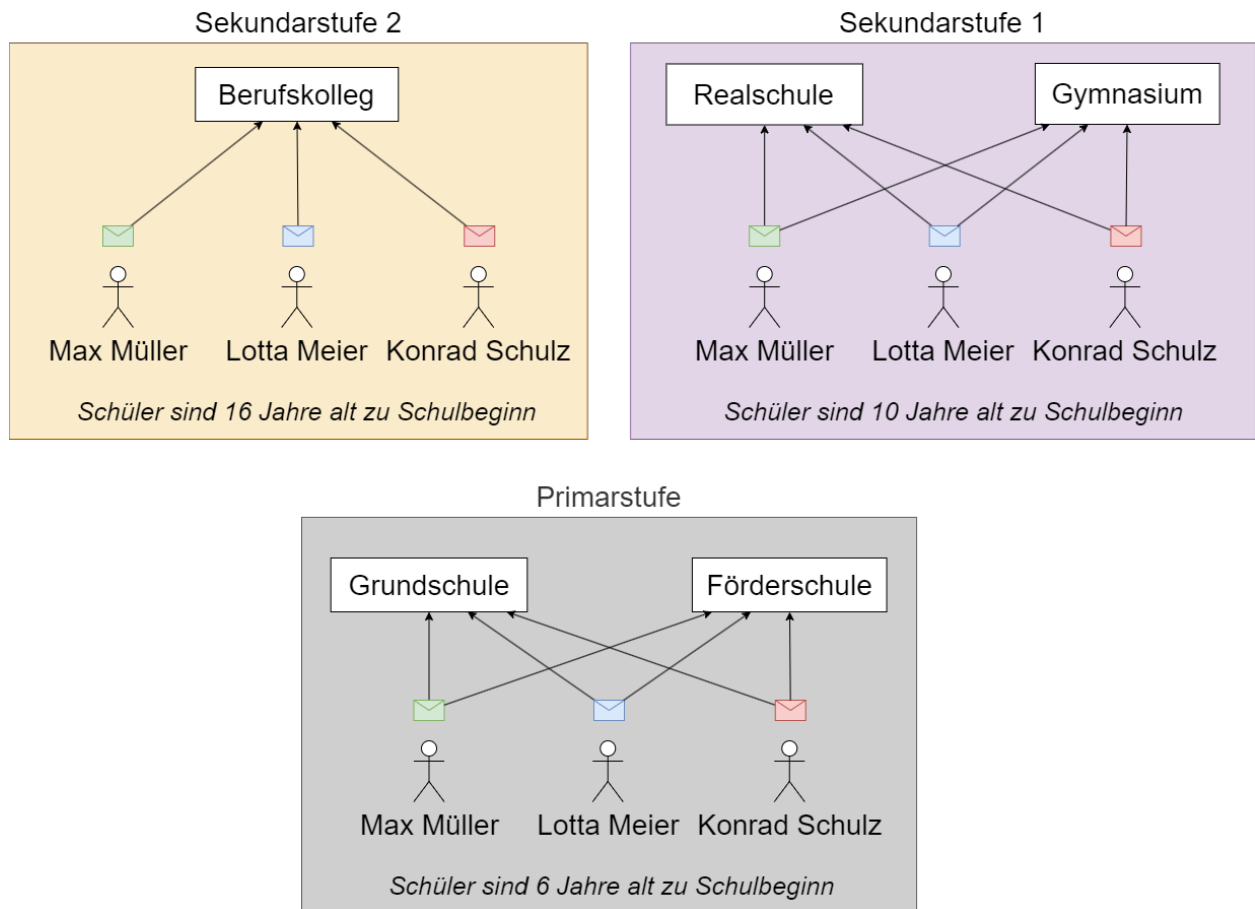 Sekundarstufe 2
Berufskolleg
Max Müller
Lotta Meier
Konrad Schulz
Schüler sind 16 Jahre alt zu Schulbeginn
Sekundarstufe 1
Realschule
Gymnasium
Max Müller
Lotta Meier
Konrad Schulz
Schüler sind 10 Jahre alt zu Schulbeginn
Primarstufe
Grundschule
Förderschule
Max Müller
Lotta Meier
Konrad Schulz
Schüler sind 6 Jahre alt zu Schulbeginn